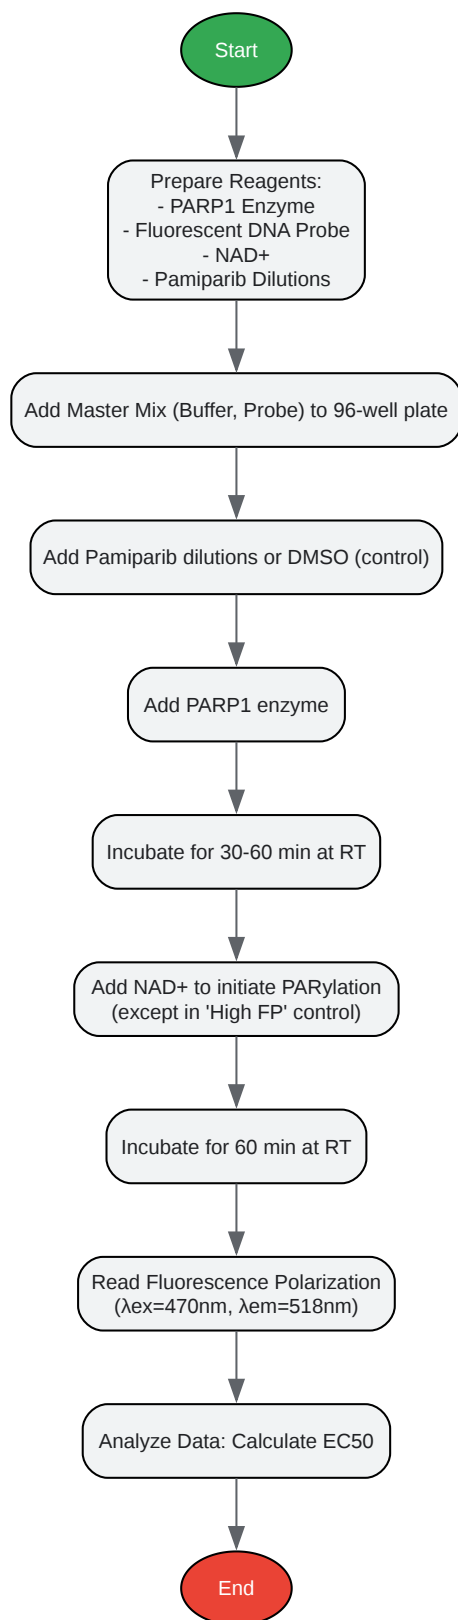 Start
Prepare Reagents:
- PARP1 Enzyme
- Fluorescent DNA Probe
- NAD+
- Pamiparib Dilutions
Add Master Mix (Buffer, Probe) to 96-well plate
Add Pamiparib dilutions or DMSO (control)
Add PARP1 enzyme
Incubate for 30-60 min at RT
Add NAD+ to initiate PARylation
(except in 'High FP' control)
Incubate for 60 min at RT
Read Fluorescence Polarization
(λex=470nm, λem=518nm)
Analyze Data: Calculate EC50
End